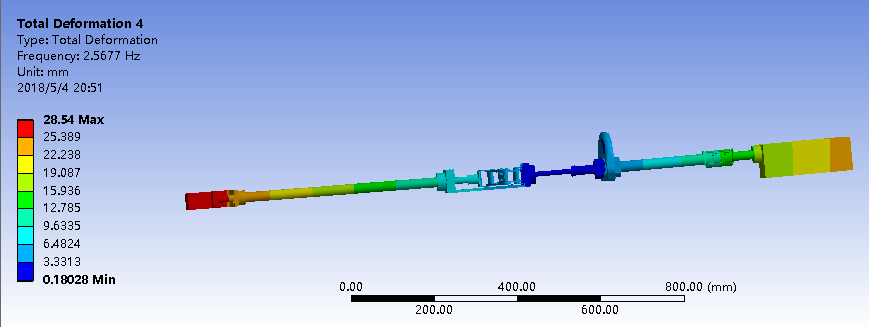 Total Deformation 4
Type: Total Deformation
Frequency: 2.5677 Hz
Unit: mm
2018/5/4 20:51
28.54 Max
25.389
22.238
19.087
15.936
12.785
9.6335
6.4824
3.3313
0.18028 Min
0.00 400.00 800.00 (mm)
200.00 600.00